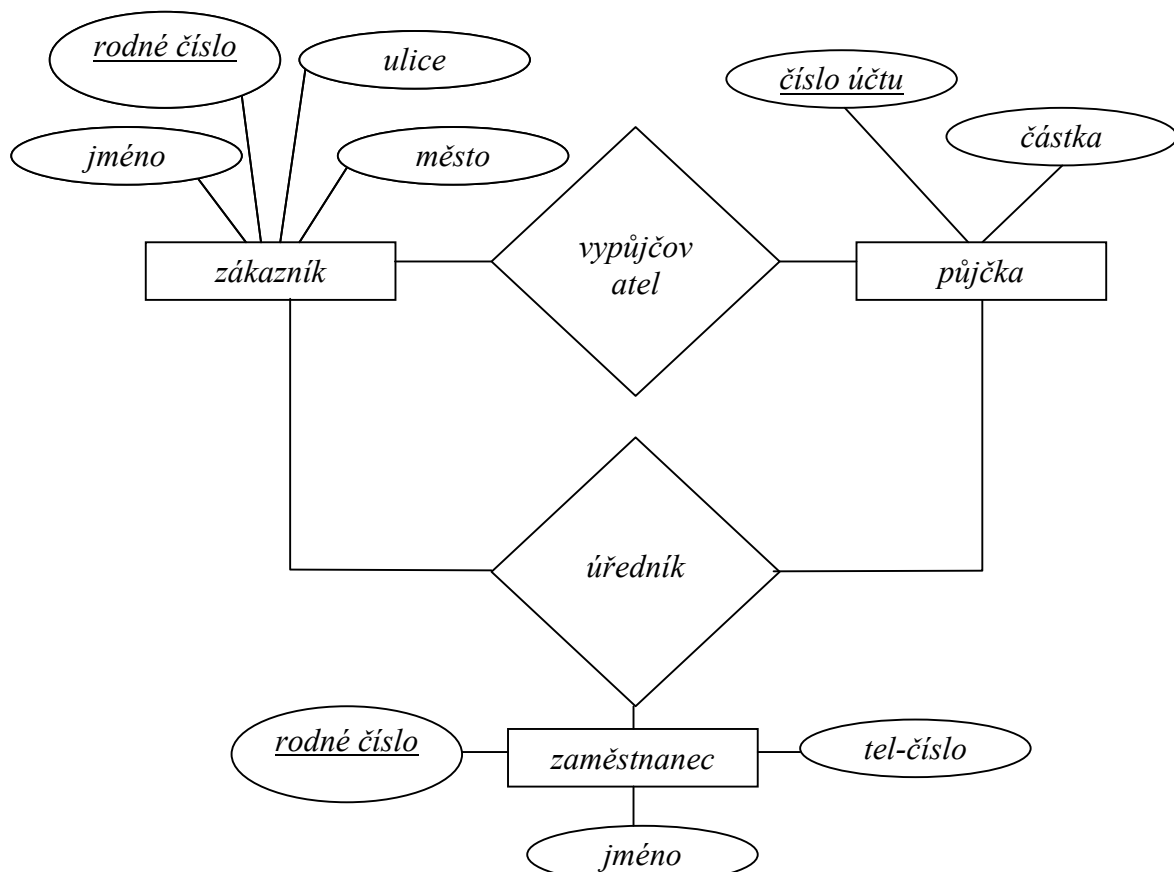 rodné číslo
ulice
číslo účtu
jméno
město
částka
zákazník
vypůjčov
atel
půjčka
úředník
rodné číslo
zaměstnanec
tel-číslo
jméno